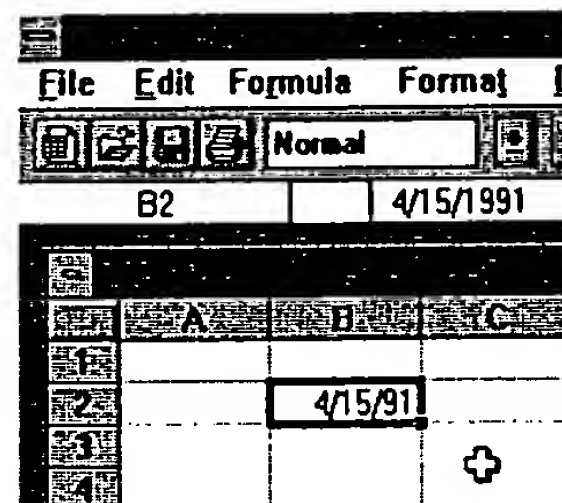 File Edit Formula Format
Normal
B2 4/15/1991
A B C
1
2 4/15/91
3
4